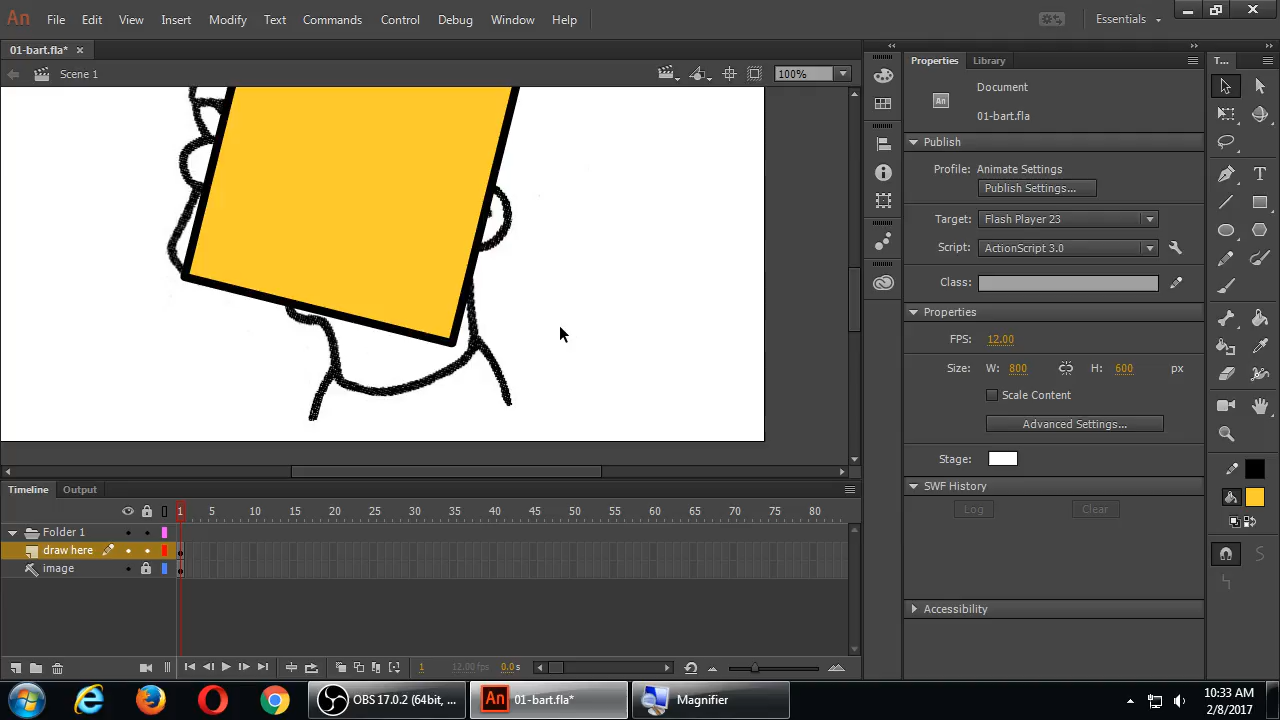 An File Edit View Insert Modify Text Commands Control Debug Window Help Essentials
01-bart.fla* ×
Scene 1 100%
Properties Library T...
Document
An 01-bart.fla
Publish
Profile: Animate Settings
Publish Settings...
Target: Flash Player 23
Script: ActionScript 3.0
Class:
Properties
FPS: 12.00
Size: W: 800 H: 600 px
Scale Content
Advanced Settings...
Stage:
SWF History
Log Clear
Accessibility
Timeline Output
1 5 10 15 20 25 30 35 40 45 50 55 60 65 70 75 80
Folder 1
draw here
image
1 12.00 fps 0.0 s
OBS 17.0.2 (64bit, ... An 01-bart.fla* Magnifier
10:33 AM
2/8/2017